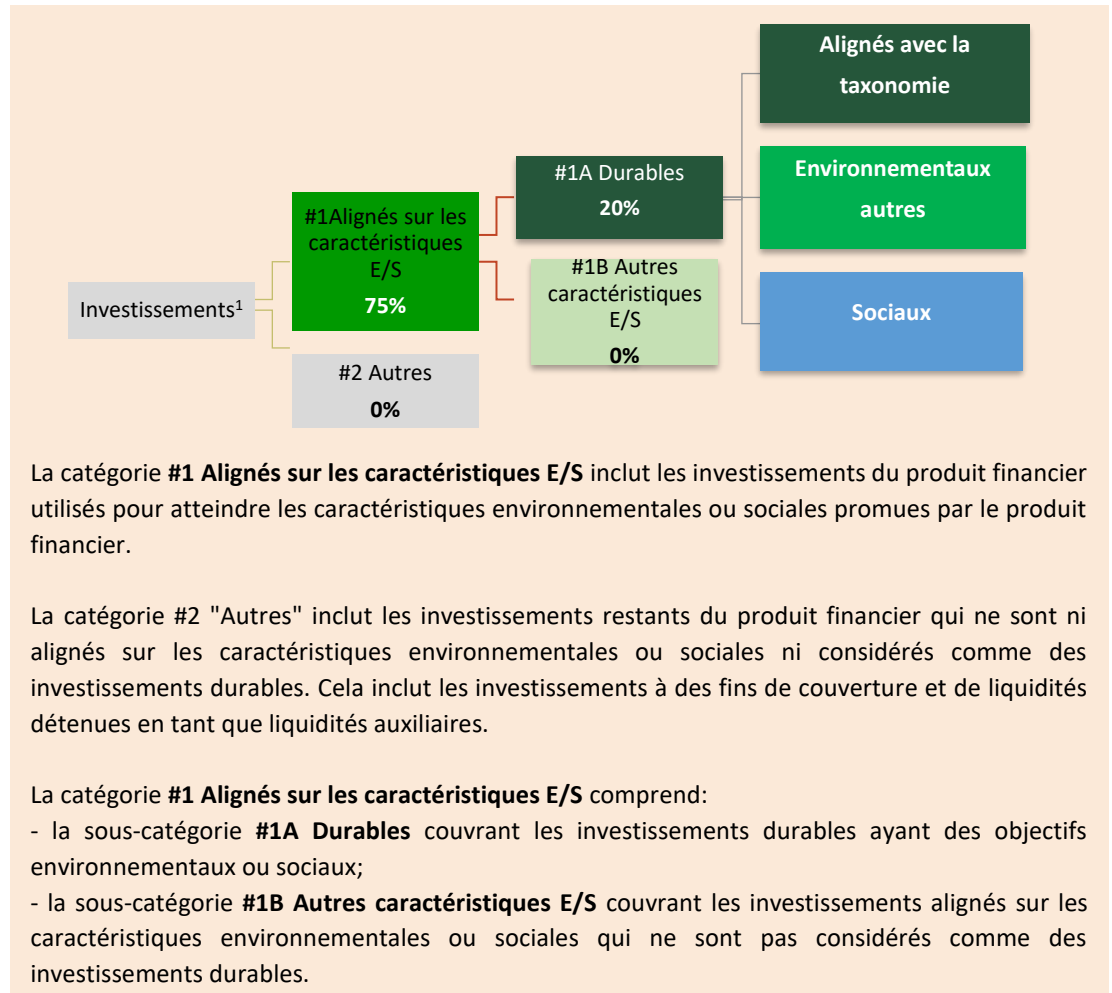 Alignés avec la
taxonomie
#1A Durables
20%
Environnementaux
autres
#1Alignés sur les
caractéristiques
E/S
75%
#1B Autres
caractéristiques
E/S
0%
Investissements1
Sociaux
#2 Autres
0%
La catégorie #1 Alignés sur les caractéristiques E/S inclut les investissements du produit financier
utilisés pour atteindre les caractéristiques environnementales ou sociales promues par le produit
financier.
La catégorie #2 "Autres" inclut les investissements restants du produit financier qui ne sont ni
alignés sur les caractéristiques environnementales ou sociales ni considérés comme des
investissements durables. Cela inclut les investissements à des fins de couverture et de liquidités
détenues en tant que liquidités auxiliaires.
La catégorie #1 Alignés sur les caractéristiques E/S comprend:
- la sous-catégorie #1A Durables couvrant les investissements durables ayant des objectifs
environnementaux ou sociaux;
- la sous-catégorie #1B Autres caractéristiques E/S couvrant les investissements alignés sur les
caractéristiques environnementales ou sociales qui ne sont pas considérés comme des
investissements durables.